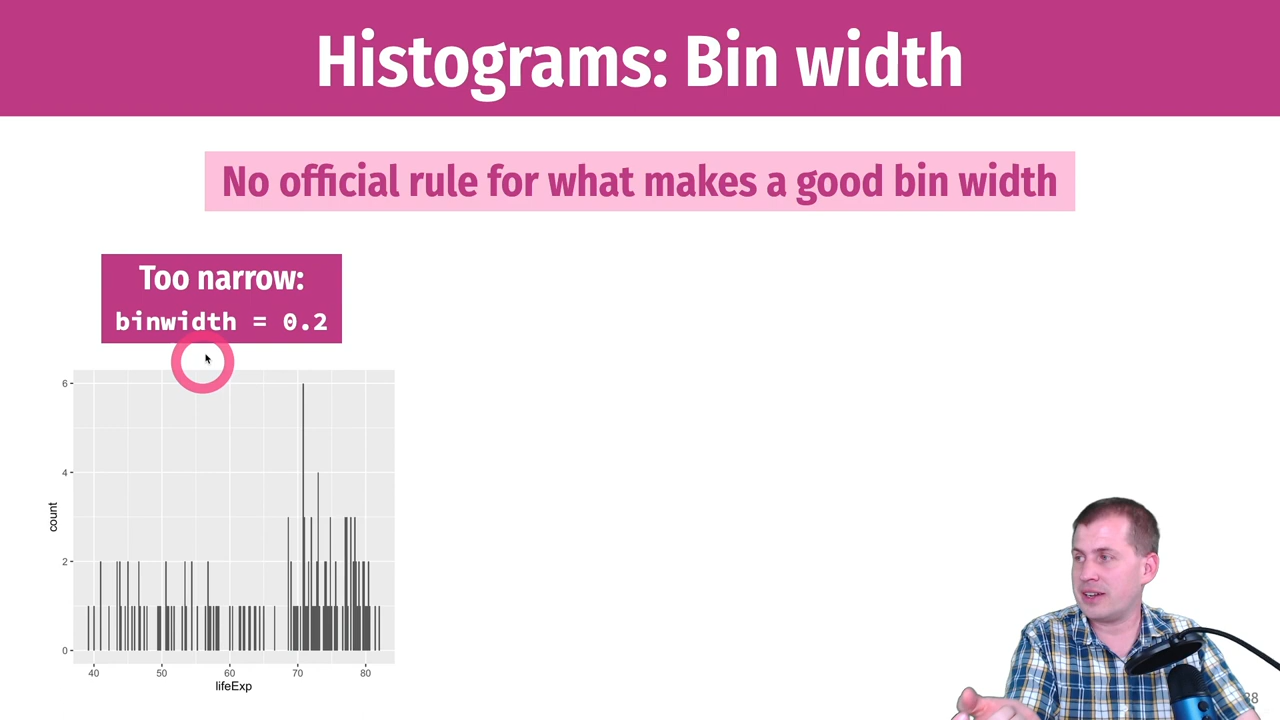 Histograms: Bin width
No official rule for what makes a good bin width
Too narrow:
binwidth = 0.2
6
4
2
0
count
40 50 60 70 80
lifeExp